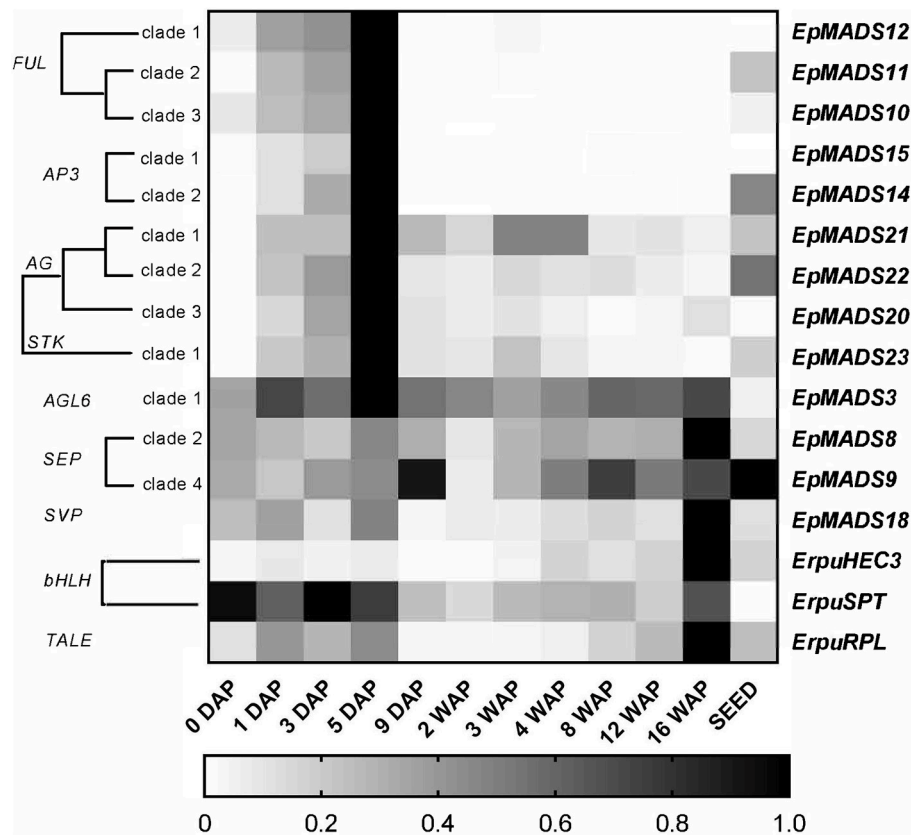 FUL clade 1 EpMADS12
clade 2 EpMADS11
clade 3 EpMADS10
AP3 clade 1 EpMADS15
clade 2 EpMADS14
AG clade 1 EpMADS21
clade 2 EpMADS22
clade 3 EpMADS20
STK clade 1 EpMADS23
AGL6 clade 1 EpMADS3
SEP clade 2 EpMADS8
clade 4 EpMADS9
SVP EpMADS18
bHLH ErpuHEC3
ErpuSPT
TALE ErpuRPL
0 DAP 1 DAP 3 DAP 5 DAP 9 DAP 2 WAP 3 WAP 4 WAP 8 WAP 12 WAP 16 WAP SEED
0 0.2 0.4 0.6 0.8 1.0